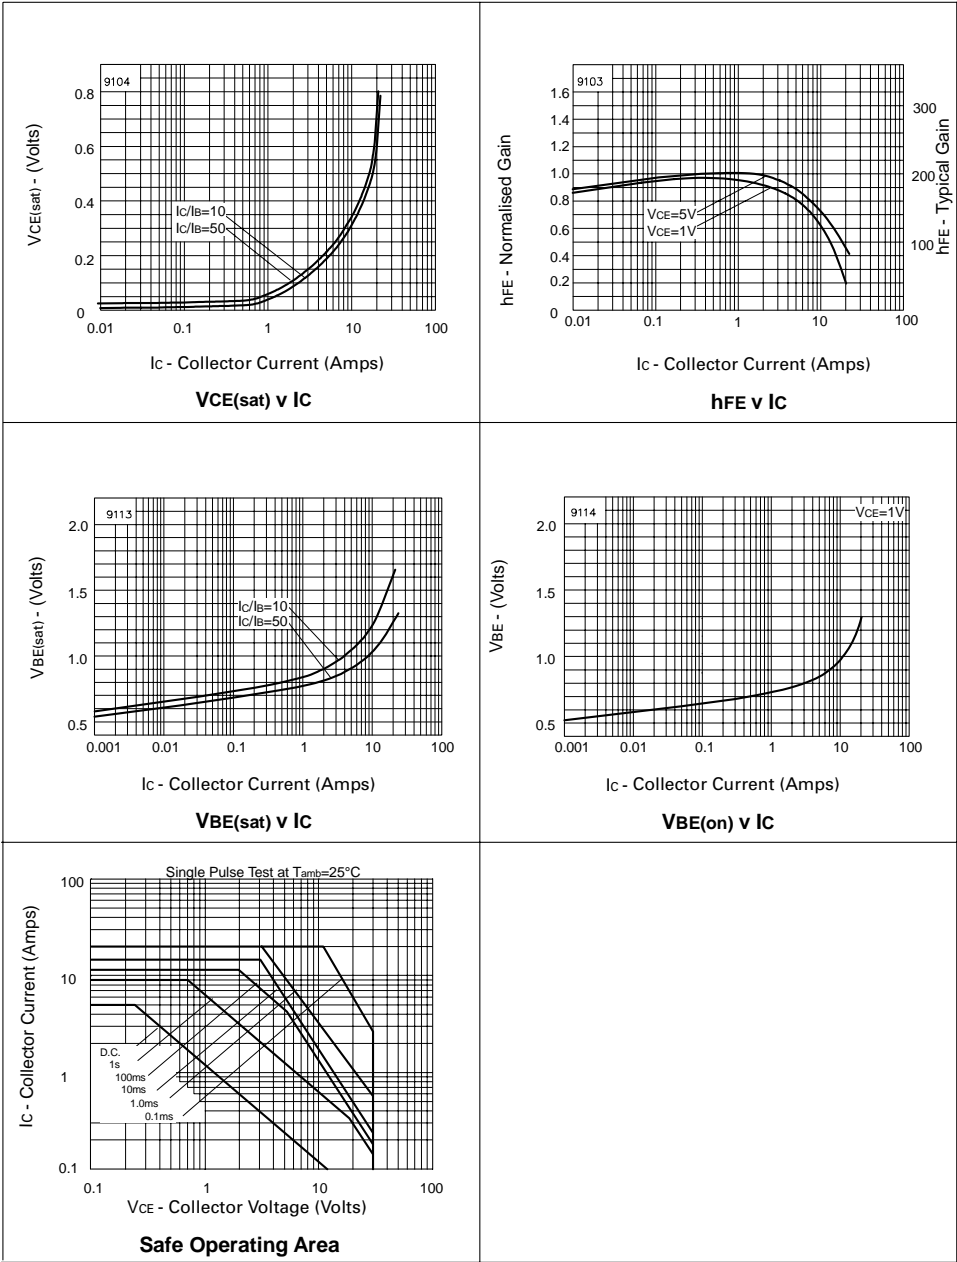 9104
0.8
0.6
0.4
0.2
0
VCE(sat) - (Volts)
IC/IB=10
IC/IB=50
0.01 0.1 1 10 100
IC - Collector Current (Amps)
VCE(sat) v IC
9103
1.6
1.4
1.2
1.0
0.8
0.6
0.4
0.2
0
hFE - Normalised Gain
300
200
100
hFE - Typical Gain
VCE=5V
VCE=1V
0.01 0.1 1 10 100
IC - Collector Current (Amps)
hFE v IC
9113
2.0
1.5
1.0
0.5
VBE(sat) - (Volts)
IC/IB=10
IC/IB=50
0.001 0.01 0.1 1 10 100
IC - Collector Current (Amps)
VBE(sat) v IC
9114
VCE=1V
2.0
1.5
1.0
0.5
VBE - (Volts)
0.001 0.01 0.1 1 10 100
IC - Collector Current (Amps)
VBE(on) v IC
Single Pulse Test at Tamb=25°C
100
10
1
0.1
IC - Collector Current (Amps)
D.C.
1s
100ms
10ms
1.0ms
0.1ms
0.1 1 10 100
VCE - Collector Voltage (Volts)
Safe Operating Area